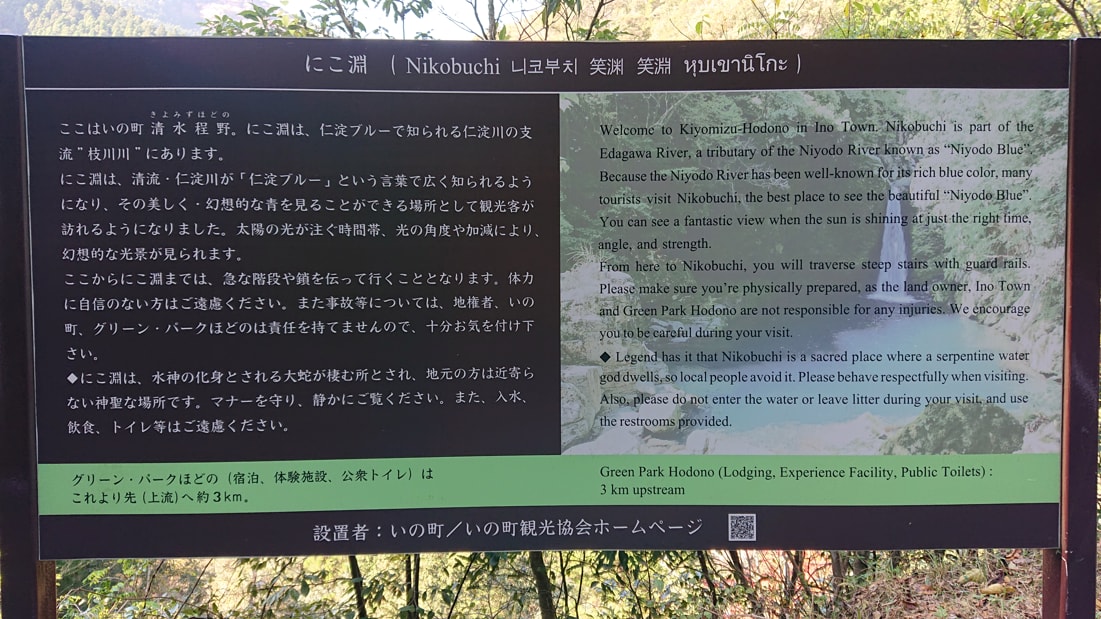 にこ淵 ( Nikobuchi 니코부치 笑渊 笑淵 หุบเขานิโกะ )
きよみずほどの
ここはいの町 清水程野。にこ淵は、仁淀ブルーで知られる仁淀川の支
流”枝川川”にあります。
にこ淵は、清流・仁淀川が「仁淀ブルー」という言葉で広く知られるよう
になり、その美しく・幻想的な青を見ることができる場所として観光客が
訪れるようになりました。太陽の光が注ぐ時間帯、光の角度や加減により、
幻想的な光景が見られます。
ここからにこ淵までは、急な階段や鎖を伝って行くこととなります。体力
に自信のない方はご遠慮ください。また事故等については、地権者、いの
町、グリーン・パークほどのは責任を持てませんので、十分お気を付け下
さい。
◆にこ淵は、水神の化身とされる大蛇が棲む所とされ、地元の方は近寄ら
ない神聖な場所です。マナーを守り、静かにご覧ください。また、入水、
飲食、トイレ等はご遠慮ください。
Welcome to Kiyomizu-Hodono in Ino Town. Nikobuchi is part of the
Edagawa River, a tributary of the Niyodo River known as “Niyodo Blue”.
Because the Niyodo River has been well-known for its rich blue color, many
tourists visit Nikobuchi, the best place to see the beautiful “Niyodo Blue”.
You can see a fantastic view when the sun is shining at just the right time,
angle, and strength.
From here to Nikobuchi, you will traverse steep stairs with guard rails.
Please make sure you’re physically prepared, as the land owner, Ino Town
and Green Park Hodono are not responsible for any injuries. We encourage
you to be careful during your visit.
◆ Legend has it that Nikobuchi is a sacred place where a serpentine water
god dwells, so local people avoid it. Please behave respectfully when visiting.
Also, please do not enter the water or leave litter during your visit, and use
the restrooms provided.
グリーン・パークほどの (宿泊、体験施設、公衆トイレ) は
これより先 (上流) へ約3km。
Green Park Hodono (Lodging, Experience Facility, Public Toilets) :
3 km upstream
設置者：いの町／いの町観光協会ホームページ